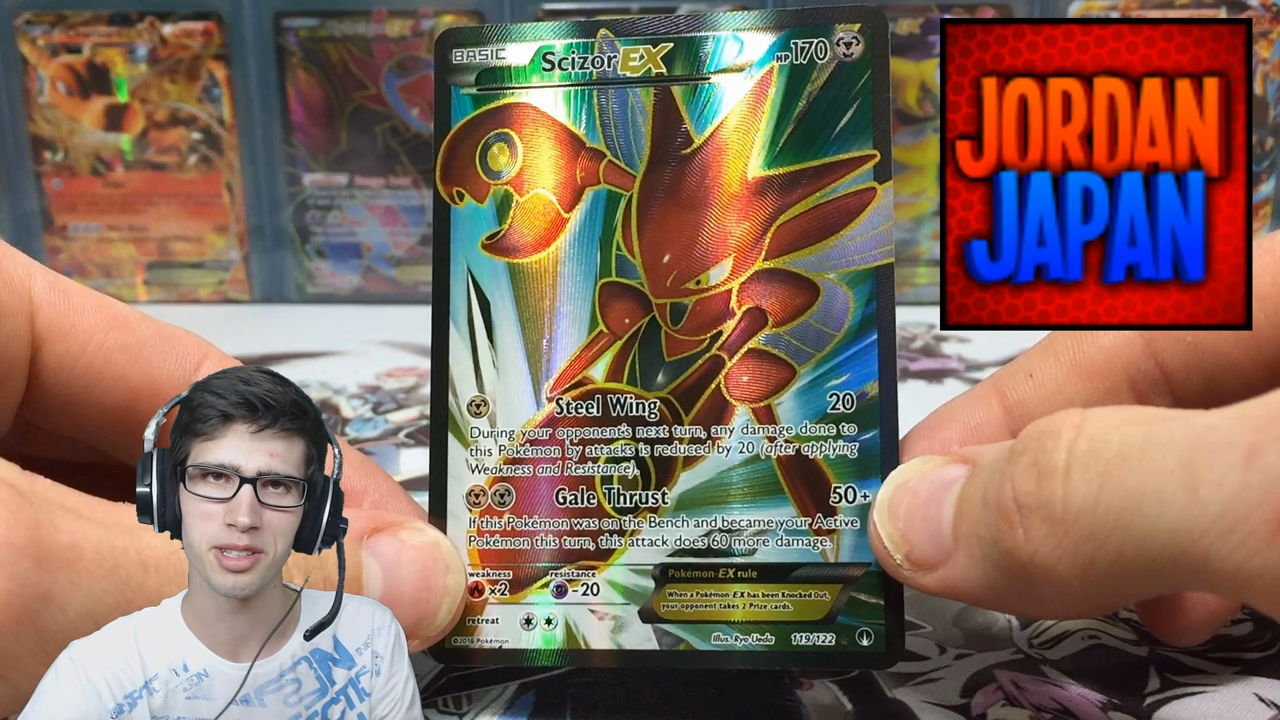 BASIC Scizor EX HP 170
JORDAN
JAPAN
Steel Wing 20
During your opponent's next turn, any damage done to
this Pokémon by attacks is reduced by 20 (after applying
Weakness and Resistance).
Gale Thrust 50+
If this Pokémon was on the Bench and became your Active
Pokémon this turn, this attack does 60 more damage.
weakness resistance
×2 -20
Pokémon-EX rule
When a Pokémon-EX has been Knocked Out,
your opponent takes 2 Prize cards.
retreat
©2016 Pokémon Illus. Ryo Ueda 119/122